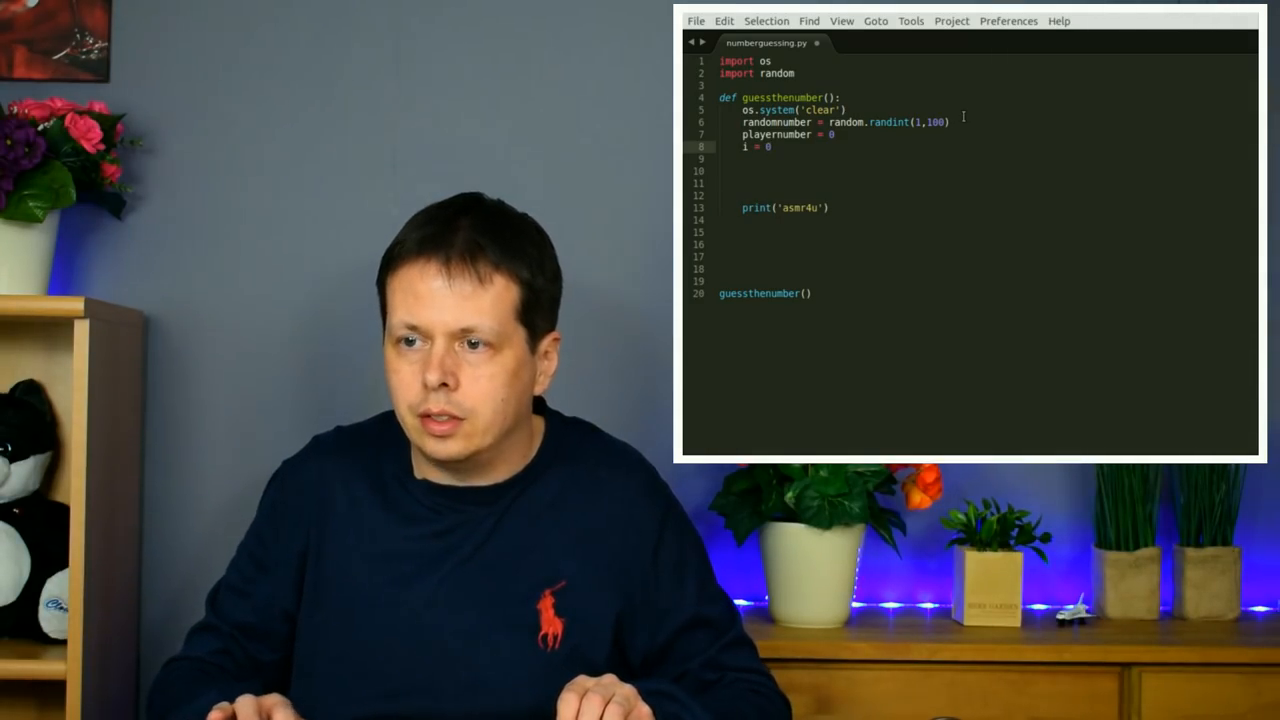 File Edit Selection Find View Goto Tools Project Preferences Help
numberguessing.py
1 import os
2 import random
3
4 def guessthenumber():
5 os.system('clear')
6 randomnumber = random.randint(1,100)
7 playernumber = 0
8 i = 0
9
10
11
12
13 print('asmr4u')
14
15
16
17
18
19
20 guessthenumber()
HERB GARDEN